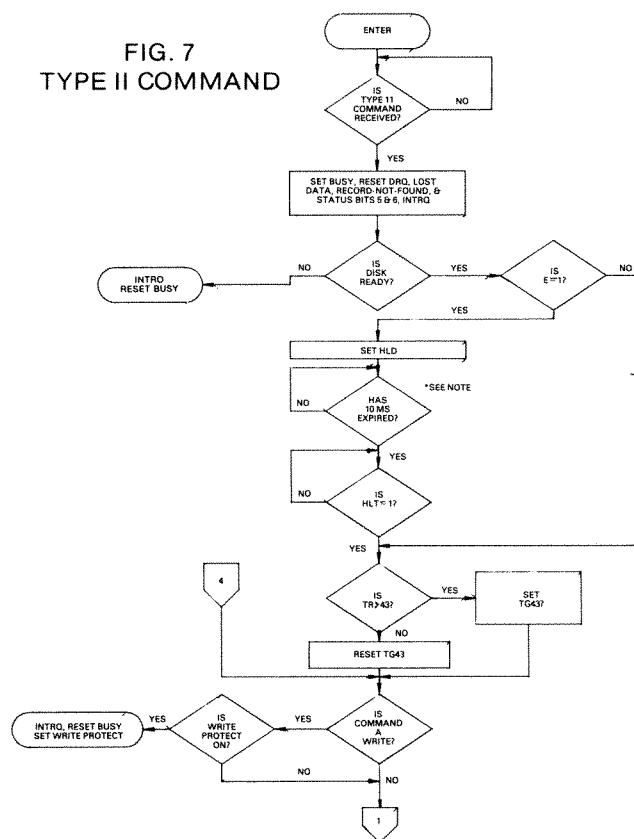 FIG. 7
TYPE II COMMAND
ENTER
IS
TYPE 11
COMMAND
RECEIVED?
NO
YES
SET BUSY, RESET DRQ, LOST
DATA, RECORD-NOT-FOUND, &
STATUS BITS 5 & 6, INTRQ
IS
DISK
READY?
NO
YES
INTRO
RESET BUSY
IS
E=1?
NO
YES
SET HLD
*SEE NOTE
HAS
10 MS
EXPIRED?
NO
YES
IS
HLT=1?
NO
YES
4
IS
TR>43?
YES
SET
TG43?
NO
RESET TG43
IS
COMMAND
A
WRITE?
YES
IS
WRITE
PROTECT
ON?
YES
INTRO, RESET BUSY
SET WRITE PROTECT
NO
NO
1